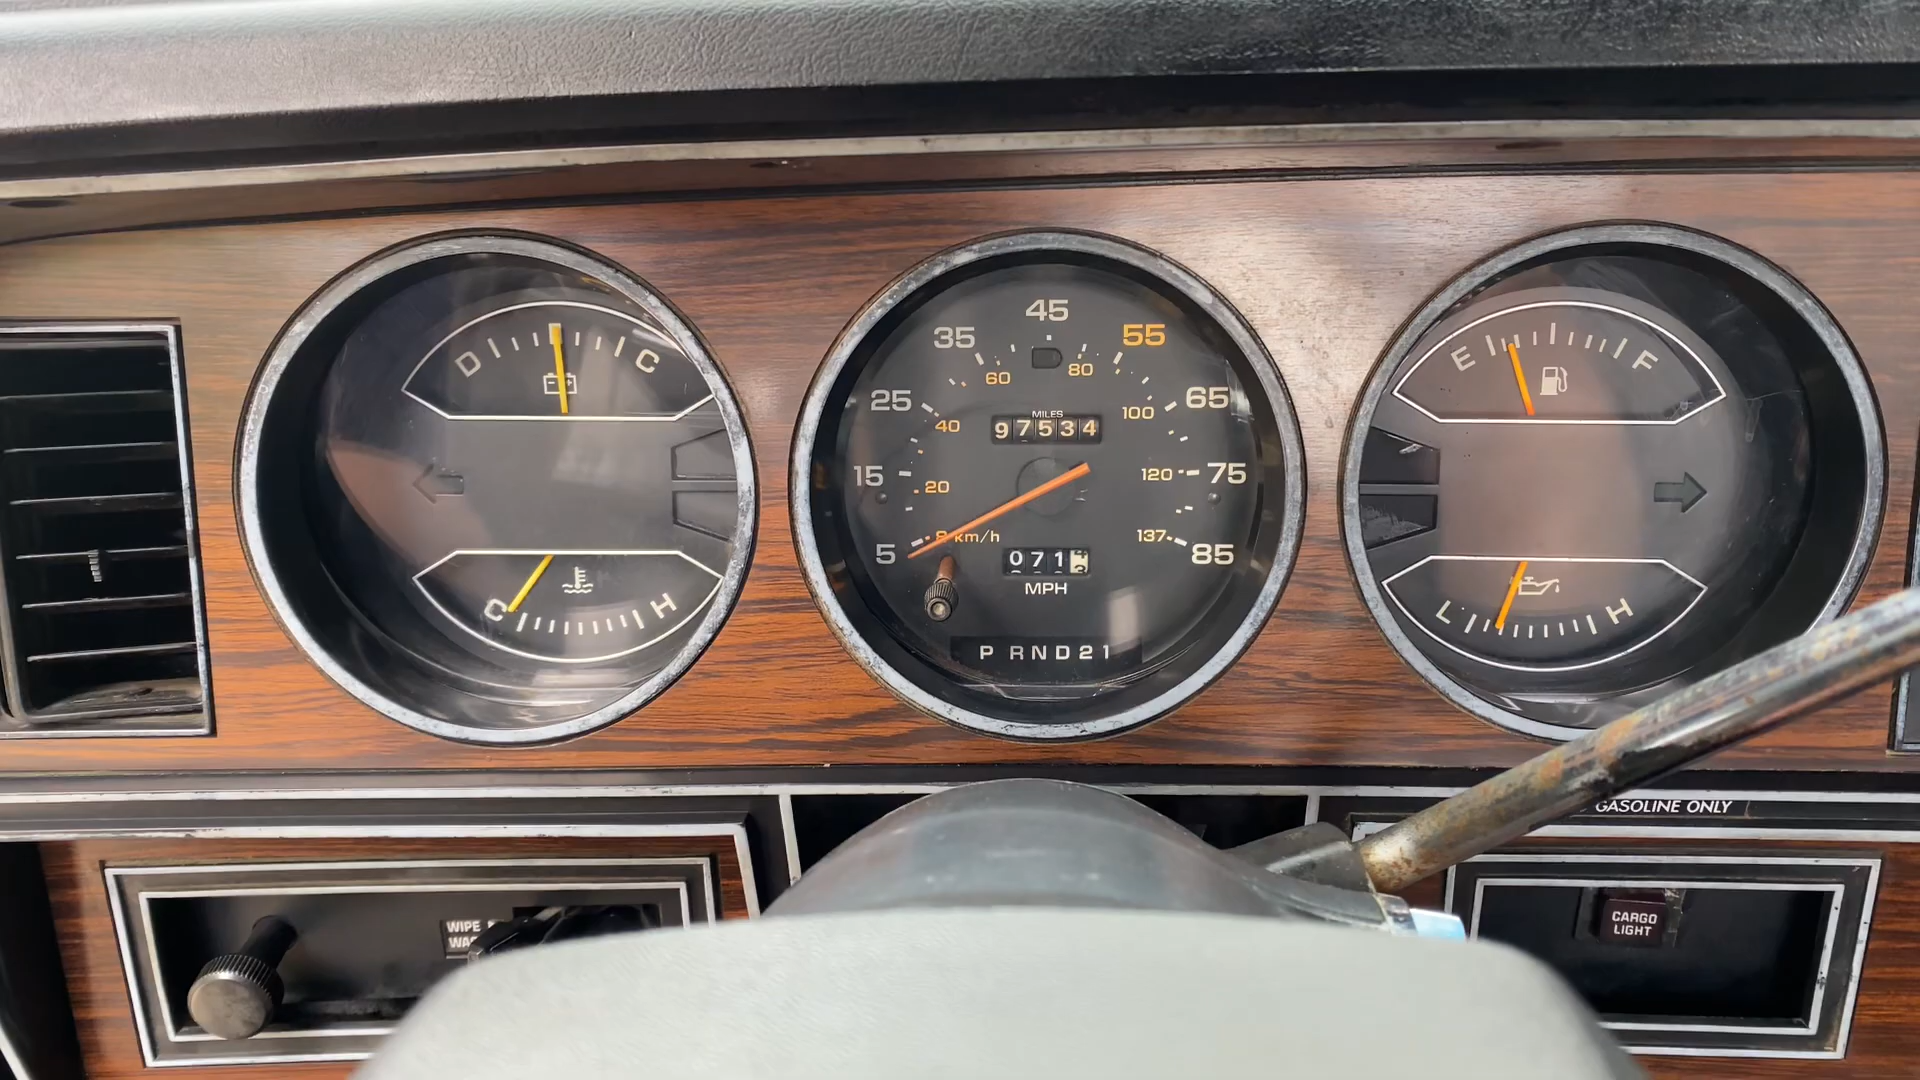 D C
C H
45
35 55
60 80
25 65
40 100
MILES
97534
15 75
20 120
km/h
5 137 85
071
MPH
P RND21
E F
L H
GASOLINE ONLY
WIPE
CARGO
LIGHT